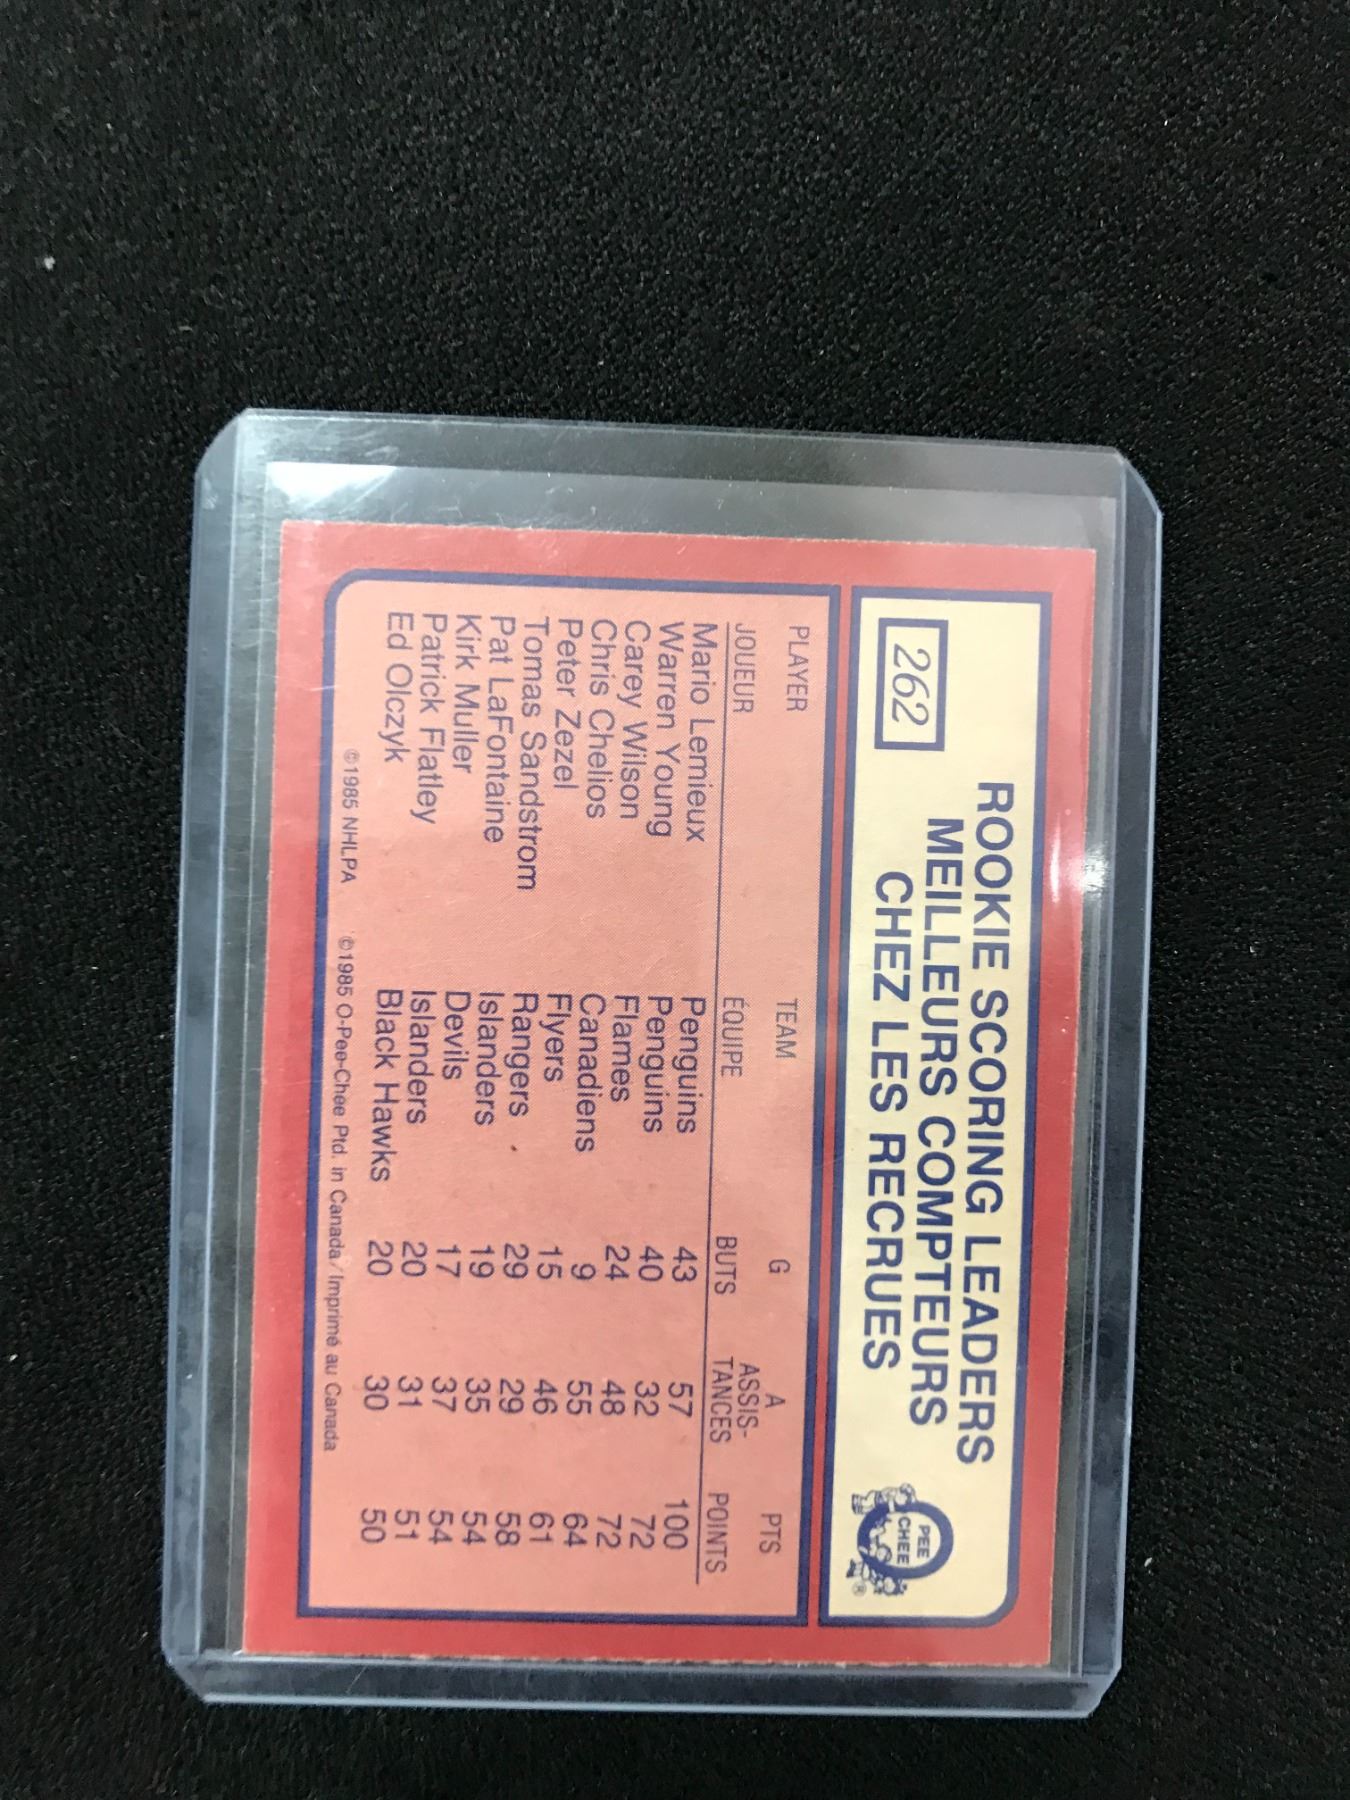 262
ROOKIE SCORING LEADERS
MEILLEURS COMPTEURS
CHEZ LES RECRUES
O
PEE
CHEE
®
PLAYER TEAM G A PTS
JOUEUR ÉQUIPE BUTS ASSIS-
TANCES POINTS
Mario Lemieux Penguins 43 57 100
Warren Young Penguins 40 32 72
Carey Wilson Flames 24 48 72
Chris Chelios Canadiens 9 55 64
Peter Zezel Flyers 15 46 61
Tomas Sandstrom Rangers 29 29 58
Pat LaFontaine Islanders 19 35 54
Kirk Muller Devils 17 37 54
Patrick Flatley Islanders 20 31 51
Ed Olczyk Black Hawks 20 30 50
©1985 NHLPA ©1985 O-Pee-Chee Ptd. in Canada/Imprimé au Canada